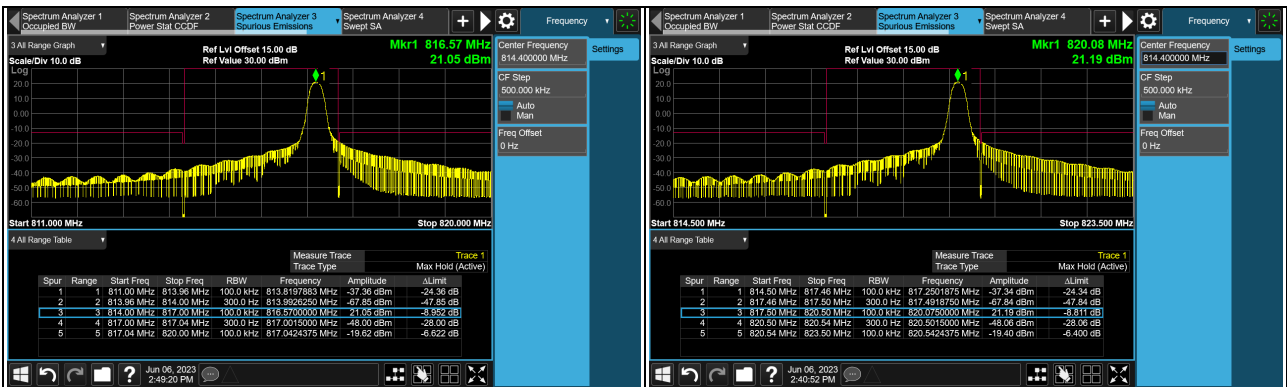 Spectrum Analyzer 1
Occupied BW
Spectrum Analyzer 2
Power Stat CCDF
Spectrum Analyzer 3
Spurious Emissions
Spectrum Analyzer 4
Swept SA
Frequency
3 All Range Graph
Ref Lvl Offset 15.00 dB
Mkr1 816.57 MHz
Scale/Div 10.0 dB
Ref Value 30.00 dBm
21.05 dBm
Log
1
20.0
10.0
0.00
-10.0
-20.0
-30.0
-40.0
-50.0
-60.0
Start 811.000 MHz
Stop 820.000 MHz
Center Frequency
814.400000 MHz
Settings
CF Step
500.000 kHz
Auto
Man
Freq Offset
0 Hz
4 All Range Table
Measure Trace Trace 1
Trace Type Max Hold (Active)
Spur Range Start Freq Stop Freq RBW Frequency Amplitude ΔLimit
1 1 811.00 MHz 813.96 MHz 100.0 kHz 813.8197883 MHz -37.36 dBm -24.36 dB
2 2 813.96 MHz 814.00 MHz 300.0 Hz 813.9926250 MHz -67.85 dBm -47.85 dB
3 3 814.00 MHz 817.00 MHz 100.0 kHz 816.5700000 MHz 21.05 dBm -8.952 dB
4 4 817.00 MHz 817.04 MHz 300.0 Hz 817.0015000 MHz -48.00 dBm -28.00 dB
5 5 817.04 MHz 820.00 MHz 100.0 kHz 817.0424375 MHz -19.62 dBm -6.622 dB
Jun 06, 2023
2:49:20 PM
Spectrum Analyzer 1
Occupied BW
Spectrum Analyzer 2
Power Stat CCDF
Spectrum Analyzer 3
Spurious Emissions
Spectrum Analyzer 4
Swept SA
Frequency
3 All Range Graph
Ref Lvl Offset 15.00 dB
Mkr1 820.08 MHz
Scale/Div 10.0 dB
Ref Value 30.00 dBm
21.19 dBm
Log
1
20.0
10.0
0.00
-10.0
-20.0
-30.0
-40.0
-50.0
-60.0
Start 814.500 MHz
Stop 823.500 MHz
Center Frequency
814.400000 MHz
Settings
CF Step
500.000 kHz
Auto
Man
Freq Offset
0 Hz
4 All Range Table
Measure Trace Trace 1
Trace Type Max Hold (Active)
Spur Range Start Freq Stop Freq RBW Frequency Amplitude ΔLimit
1 1 814.50 MHz 817.46 MHz 100.0 kHz 817.2501875 MHz -37.34 dBm -24.34 dB
2 2 817.46 MHz 817.50 MHz 300.0 Hz 817.4918750 MHz -67.84 dBm -47.84 dB
3 3 817.50 MHz 820.50 MHz 100.0 kHz 820.0750000 MHz 21.19 dBm -8.811 dB
4 4 820.50 MHz 820.54 MHz 300.0 Hz 820.5015000 MHz -48.06 dBm -28.06 dB
5 5 820.54 MHz 823.50 MHz 100.0 kHz 820.5424375 MHz -19.40 dBm -6.400 dB
Jun 06, 2023
2:40:52 PM